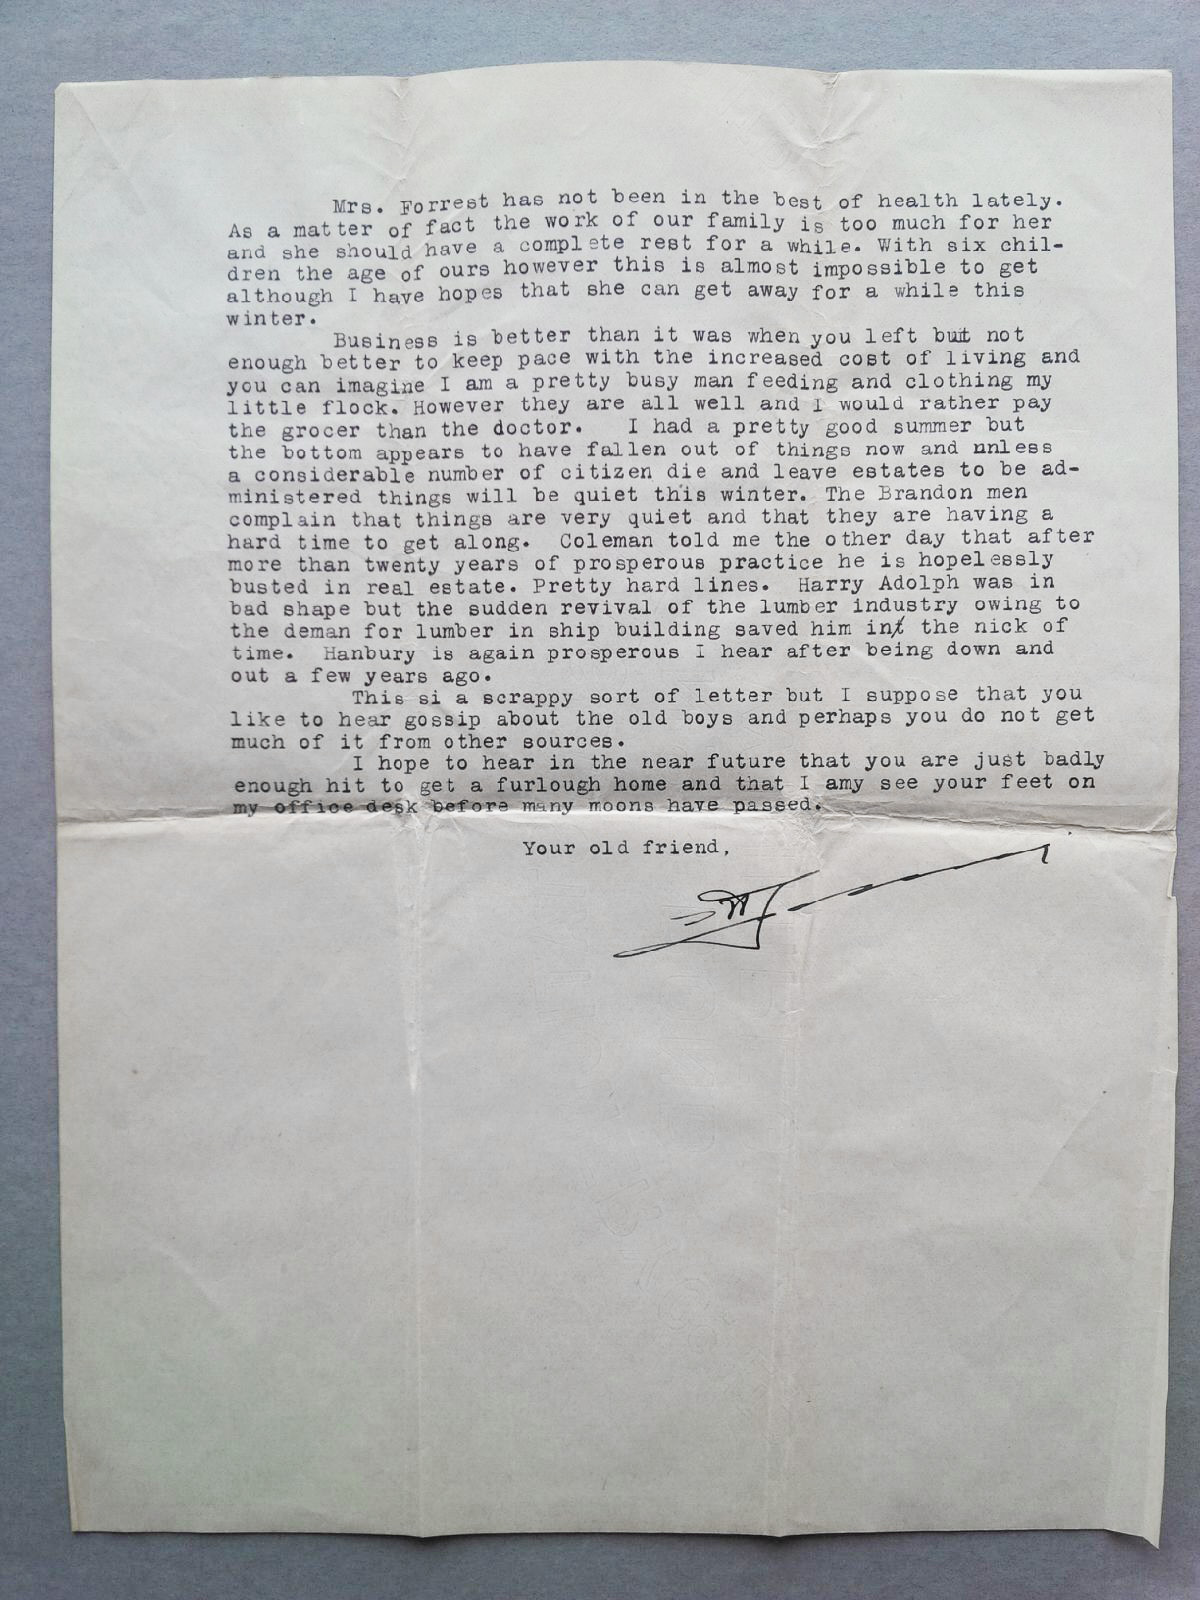 Mrs. Forrest has not been in the best of health lately.
As a matter of fact the work of our family is too much for her
and she should have a complete rest for a while. With six chil-
dren the age of ours however this is almost impossible to get
although I have hopes that she can get away for a while this
winter.
Business is better than it was when you left but not
enough better to keep pace with the increased cost of living and
you can imagine I am a pretty busy man feeding and clothing my
little flock. However they are all well and I would rather pay
the grocer than the doctor. I had a pretty good summer but
the bottom appears to have fallen out of things now and nnless
a considerable number of citizen die and leave estates to be ad-
ministered things will be quiet this winter. The Brandon men
complain that things are very quiet and that they are having a
hard time to get along. Coleman told me the other day that after
more than twenty years of prosperous practice he is hopelessly
busted in real estate. Pretty hard lines. Harry Adolph was in
bad shape but the sudden revival of the lumber industry owing to
the deman for lumber in ship building saved him in the nick of
time. Hanbury is again prosperous I hear after being down and
out a few years ago.
This si a scrappy sort of letter but I suppose that you
like to hear gossip about the old boys and perhaps you do not get
much of it from other sources.
I hope to hear in the near future that you are just badly
enough hit to get a furlough home and that I amy see your feet on
my office desk before many moons have passed.
Your old friend,